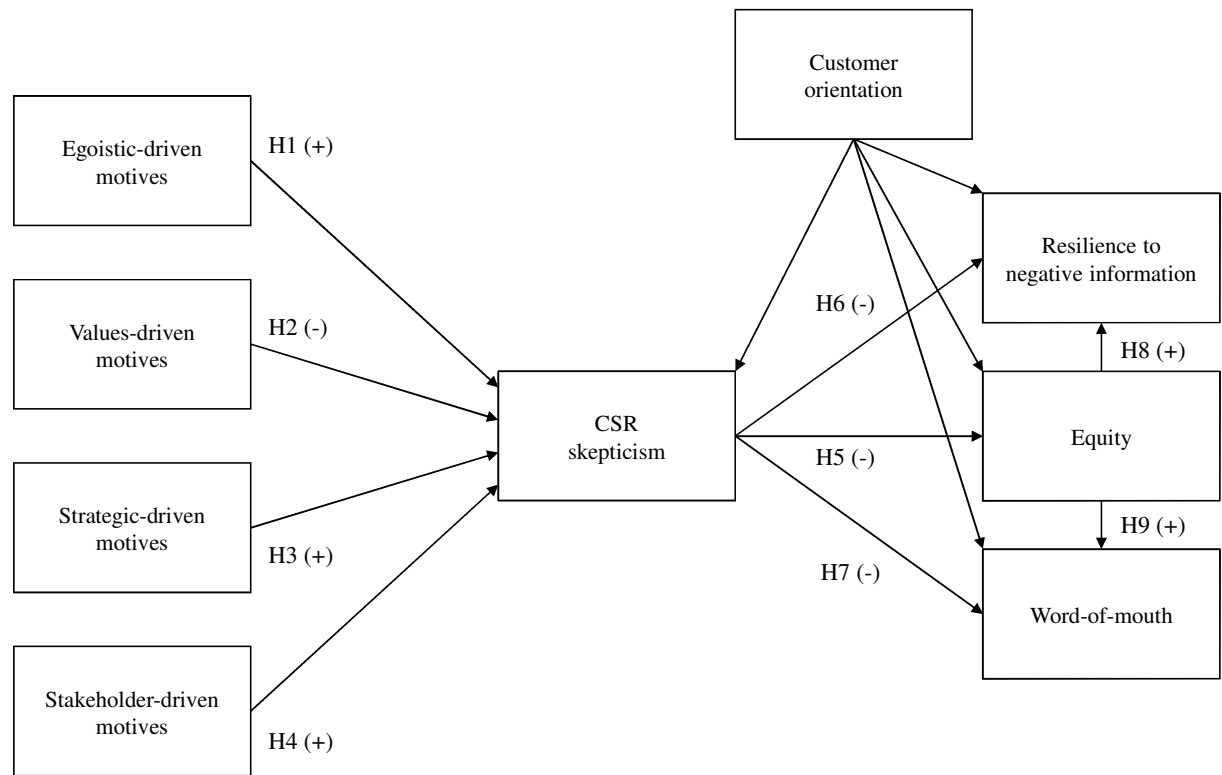 Customer
orientation
Egoistic-driven
motives
H1 (+)
Resilience to
negative information
Values-driven
motives
H2 (-)
H6 (-)
H8 (+)
CSR
skepticism
Equity
H5 (-)
Strategic-driven
motives
H3 (+)
H9 (+)
H7 (-)
Word-of-mouth
Stakeholder-driven
motives
H4 (+)